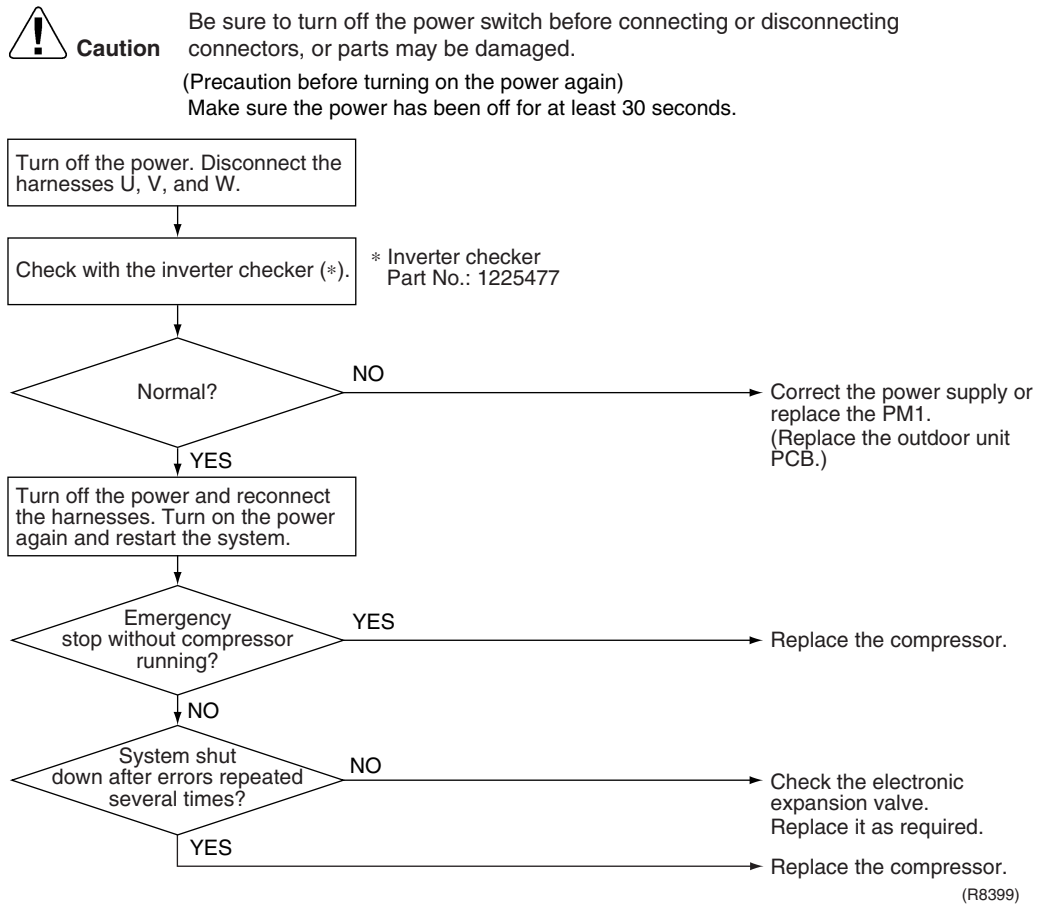 Be sure to turn off the power switch before connecting or disconnecting
Caution
connectors, or parts may be damaged.
(Precaution before turning on the power again)
Make sure the power has been off for at least 30 seconds.
Turn off the power. Disconnect the
harnesses U, V, and W.
Check with the inverter checker (*).
* Inverter checker
Part No.: 1225477
Normal?
NO
Correct the power supply or
replace the PM1.
(Replace the outdoor unit
PCB.)
YES
Turn off the power and reconnect
the harnesses. Turn on the power
again and restart the system.
Emergency
stop without compressor
running?
YES
Replace the compressor.
NO
System shut
down after errors repeated
several times?
NO
Check the electronic
expansion valve.
Replace it as required.
YES
Replace the compressor.
(R8399)